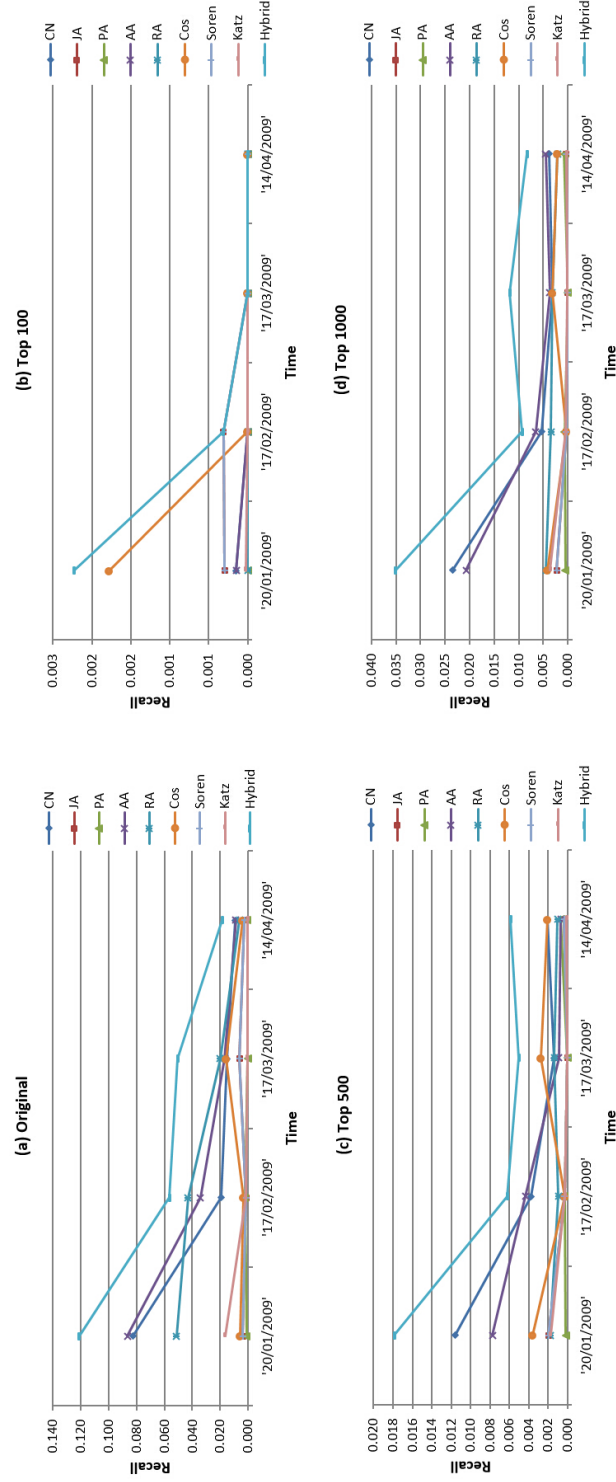 (a) Original
0.140
0.120
0.100
0.080
0.060
0.040
0.020
0.000
Recall
'20/01/2009' '17/02/2009' '17/03/2009' '14/04/2009'
Time
CN
JA
PA
AA
RA
Cos
Soren
Katz
Hybrid
(b) Top 100
0.003
0.002
0.002
0.001
0.001
0.000
Recall
'20/01/2009' '17/02/2009' '17/03/2009' '14/04/2009'
Time
CN
JA
PA
AA
RA
Cos
Soren
Katz
Hybrid
(c) Top 500
0.020
0.018
0.016
0.014
0.012
0.010
0.008
0.006
0.004
0.002
0.000
Recall
'20/01/2009' '17/02/2009' '17/03/2009' '14/04/2009'
Time
CN
JA
PA
AA
RA
Cos
Soren
Katz
Hybrid
(d) Top 1000
0.040
0.035
0.030
0.025
0.020
0.015
0.010
0.005
0.000
Recall
'20/01/2009' '17/02/2009' '17/03/2009' '14/04/2009'
Time
CN
JA
PA
AA
RA
Cos
Soren
Katz
Hybrid